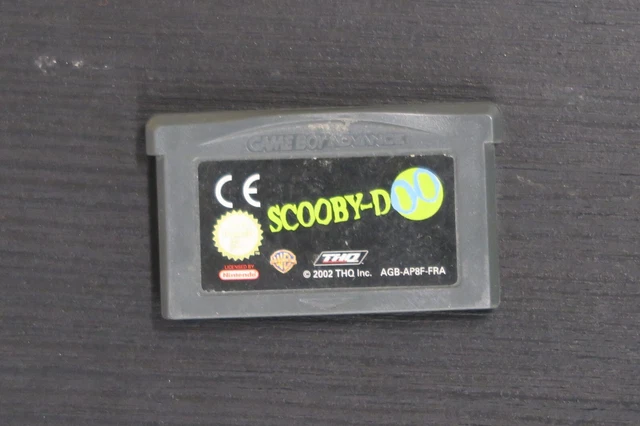 GAME BOY ADVANCE
CE
SCOOBY-DOO
LICENSED BY
Nintendo
THQ
© 2002 THQ Inc. AGB-AP8F-FRA